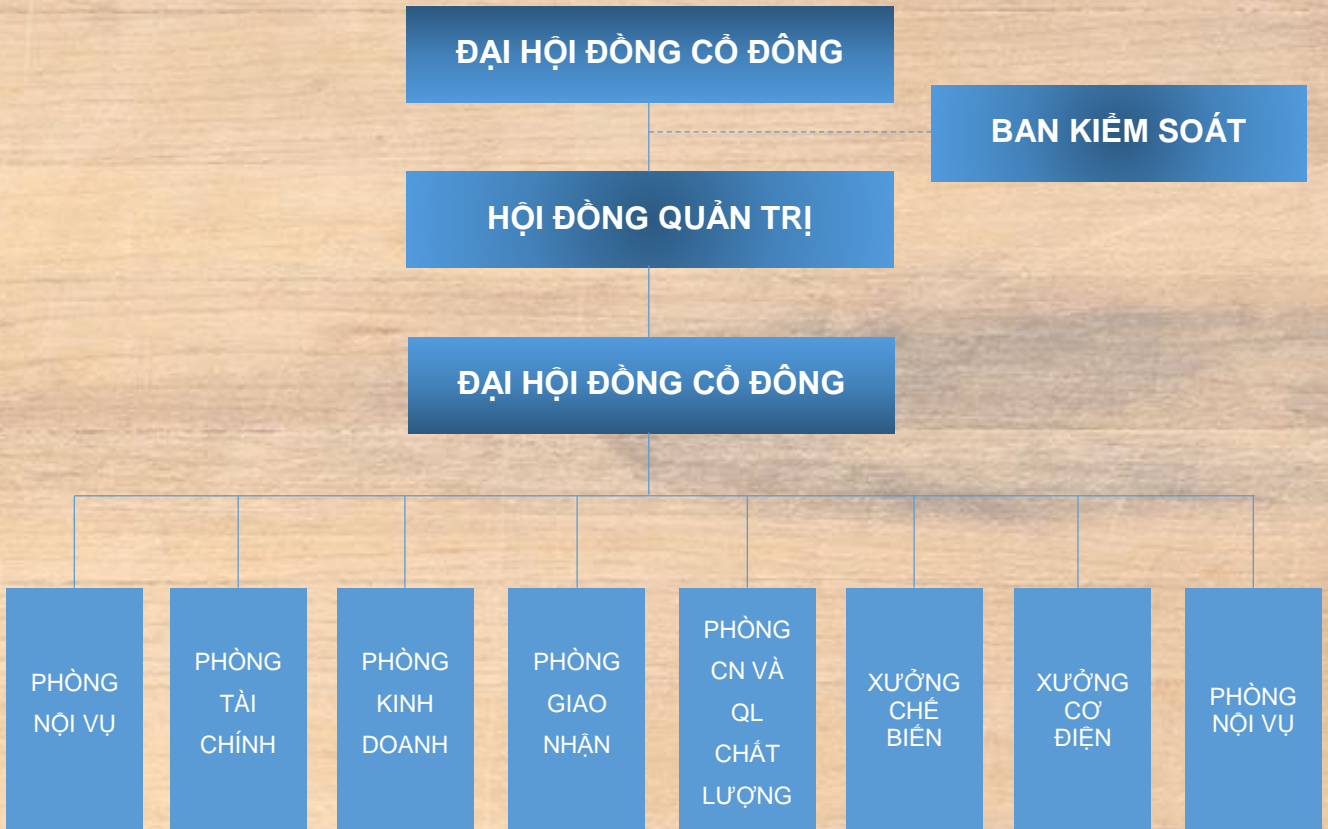 ĐẠI HỘI ĐỒNG CỔ ĐÔNG
BAN KIỂM SOÁT
HỘI ĐỒNG QUẢN TRỊ
ĐẠI HỘI ĐỒNG CỔ ĐÔNG
PHÒNG
NỘI VỤ
PHÒNG
TÀI
CHÍNH
PHÒNG
KINH
DOANH
PHÒNG
GIAO
NHẬN
PHÒNG
CN VÀ
QL
CHẤT
LƯỢNG
XƯỞNG
CHẾ
BIẾN
XƯỞNG
CƠ
ĐIỆN
PHÒNG
NỘI VỤ